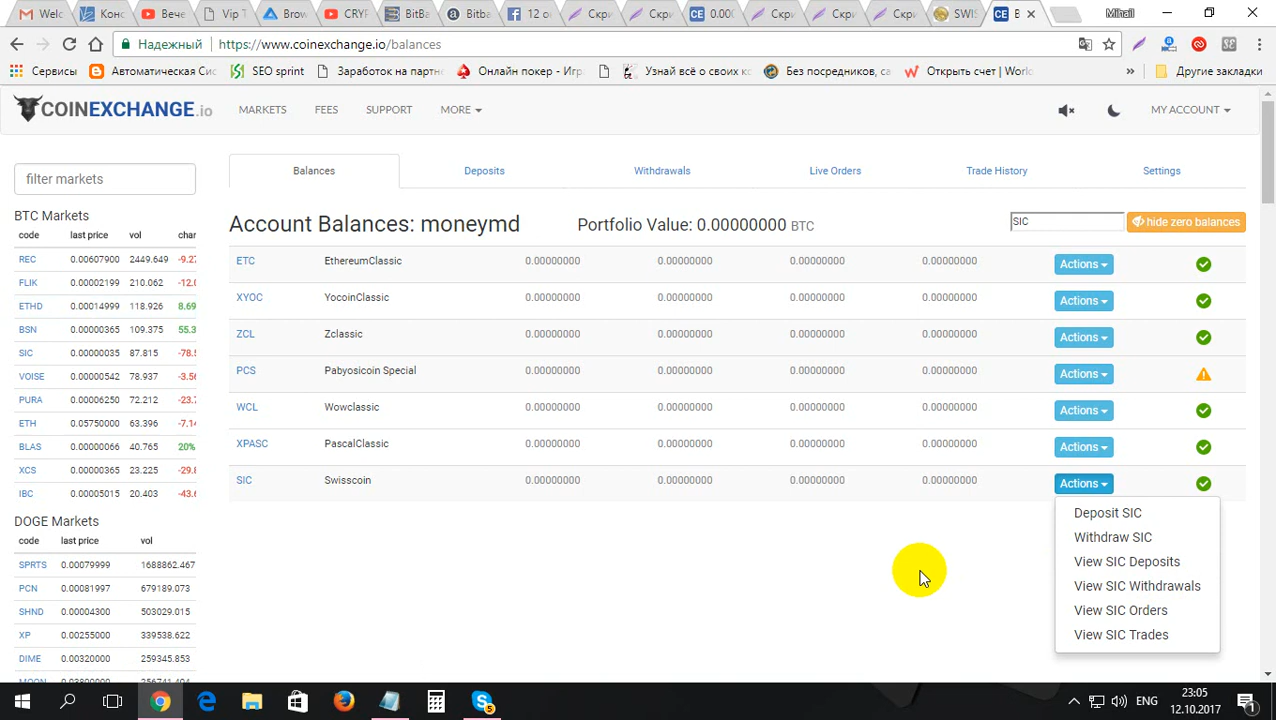 Welc
Конс
Вече
Vip T
Brow
CRYP
BitBa
Bitba
12 о
Скри
Скри
0.000
Скри
Скри
Скри
SWIS
Mihail
Надежный
https://www.coinexchange.io/balances
Сервисы
Автоматическая Сис
SEO sprint
Заработок на партн
Онлайн покер - Игра
Узнай всё о своих кс
Без посредников, са
Открыть счет | Worl
Другие закладки
COINEXCHANGE.io
MARKETS FEES SUPPORT MORE
MY ACCOUNT
filter markets
Balances Deposits Withdrawals Live Orders Trade History Settings
BTC Markets
code last price vol char
REC 0.00607900 2449.649 -9.27
FLIK 0.00002199 210.062 -12.0
ETHD 0.00014999 118.926 8.69
BSN 0.00000365 109.375 55.3
SIC 0.00000035 87.815 -78.5
VOISE 0.00000542 78.937 -3.56
PURA 0.00006250 72.212 -23.7
ETH 0.05750000 63.396 -7.14
BLAS 0.00000066 40.765 20%
XCS 0.00000365 23.225 -29.8
IBC 0.00005015 20.403 -43.6
DOGE Markets
code last price vol
SPRTS 0.00079999 1688862.467
PCN 0.00081997 679189.073
SHND 0.00004300 503029.015
XP 0.00255000 339538.622
DIME 0.00320000 259345.853
Account Balances: moneymd
Portfolio Value: 0.00000000 BTC
SIC
hide zero balances
ETC EthereumClassic 0.00000000 0.00000000 0.00000000 0.00000000 Actions
XYOC YocoinClassic 0.00000000 0.00000000 0.00000000 0.00000000 Actions
ZCL Zclassic 0.00000000 0.00000000 0.00000000 0.00000000 Actions
PCS Pabyosicoin Special 0.00000000 0.00000000 0.00000000 0.00000000 Actions
WCL Wowclassic 0.00000000 0.00000000 0.00000000 0.00000000 Actions
XPASC PascalClassic 0.00000000 0.00000000 0.00000000 0.00000000 Actions
SIC Swisscoin 0.00000000 0.00000000 0.00000000 0.00000000 Actions
Deposit SIC
Withdraw SIC
View SIC Deposits
View SIC Withdrawals
View SIC Orders
View SIC Trades
5
ENG
23:05
12.10.2017
1